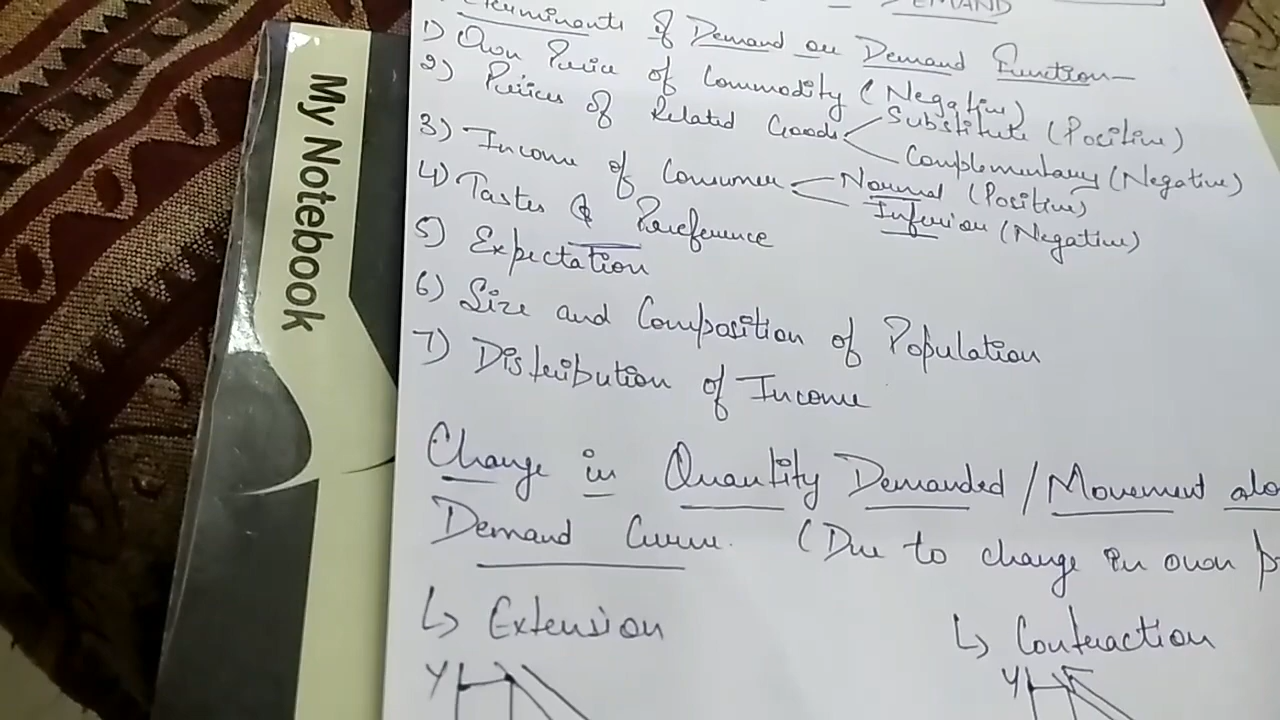 DEMAND
Determinants of Demand or Demand Function—
1) Own Price of Commodity (Negative)
2) Prices of Related Goods Substitute (Positive)
Complementary (Negative)
3) Income of Consumer Normal (Positive)
Inferior (Negative)
4) Tastes & Preference
5) Expectation
6) Size and Composition of Population
7) Distribution of Income
Change in Quantity Demanded / Movement alo
Demand Curve. (Due to change in own p
↳ Extension
↳ Contraction
Y
Y
My Notebook